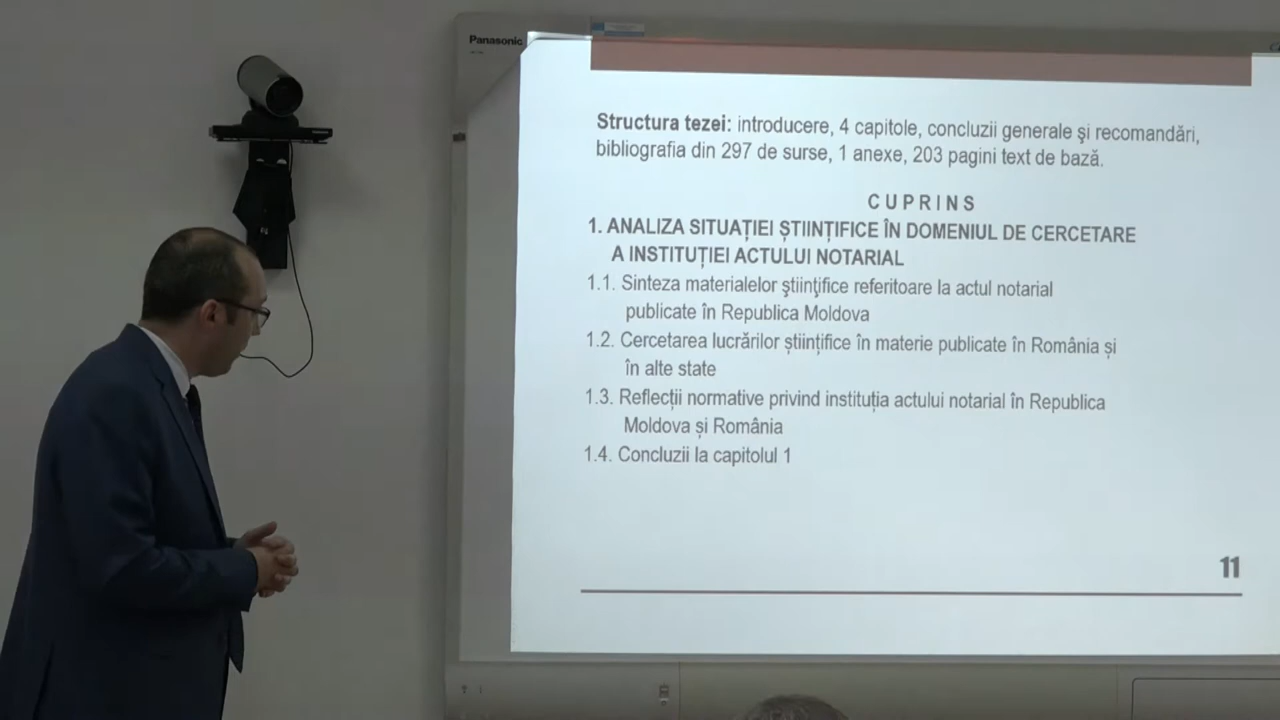 Panasonic
Structura tezei: introducere, 4 capitole, concluzii generale şi recomandări,
bibliografia din 297 de surse, 1 anexe, 203 pagini text de bază.
CUPRINS
1. ANALIZA SITUAȚIEI ȘTIINȚIFICE ÎN DOMENIUL DE CERCETARE
A INSTITUȚIEI ACTULUI NOTARIAL
1.1. Sinteza materialelor ştiinţifice referitoare la actul notarial
publicate în Republica Moldova
1.2. Cercetarea lucrărilor științifice în materie publicate în România și
în alte state
1.3. Reflecții normative privind instituția actului notarial în Republica
Moldova și România
1.4. Concluzii la capitolul 1
11